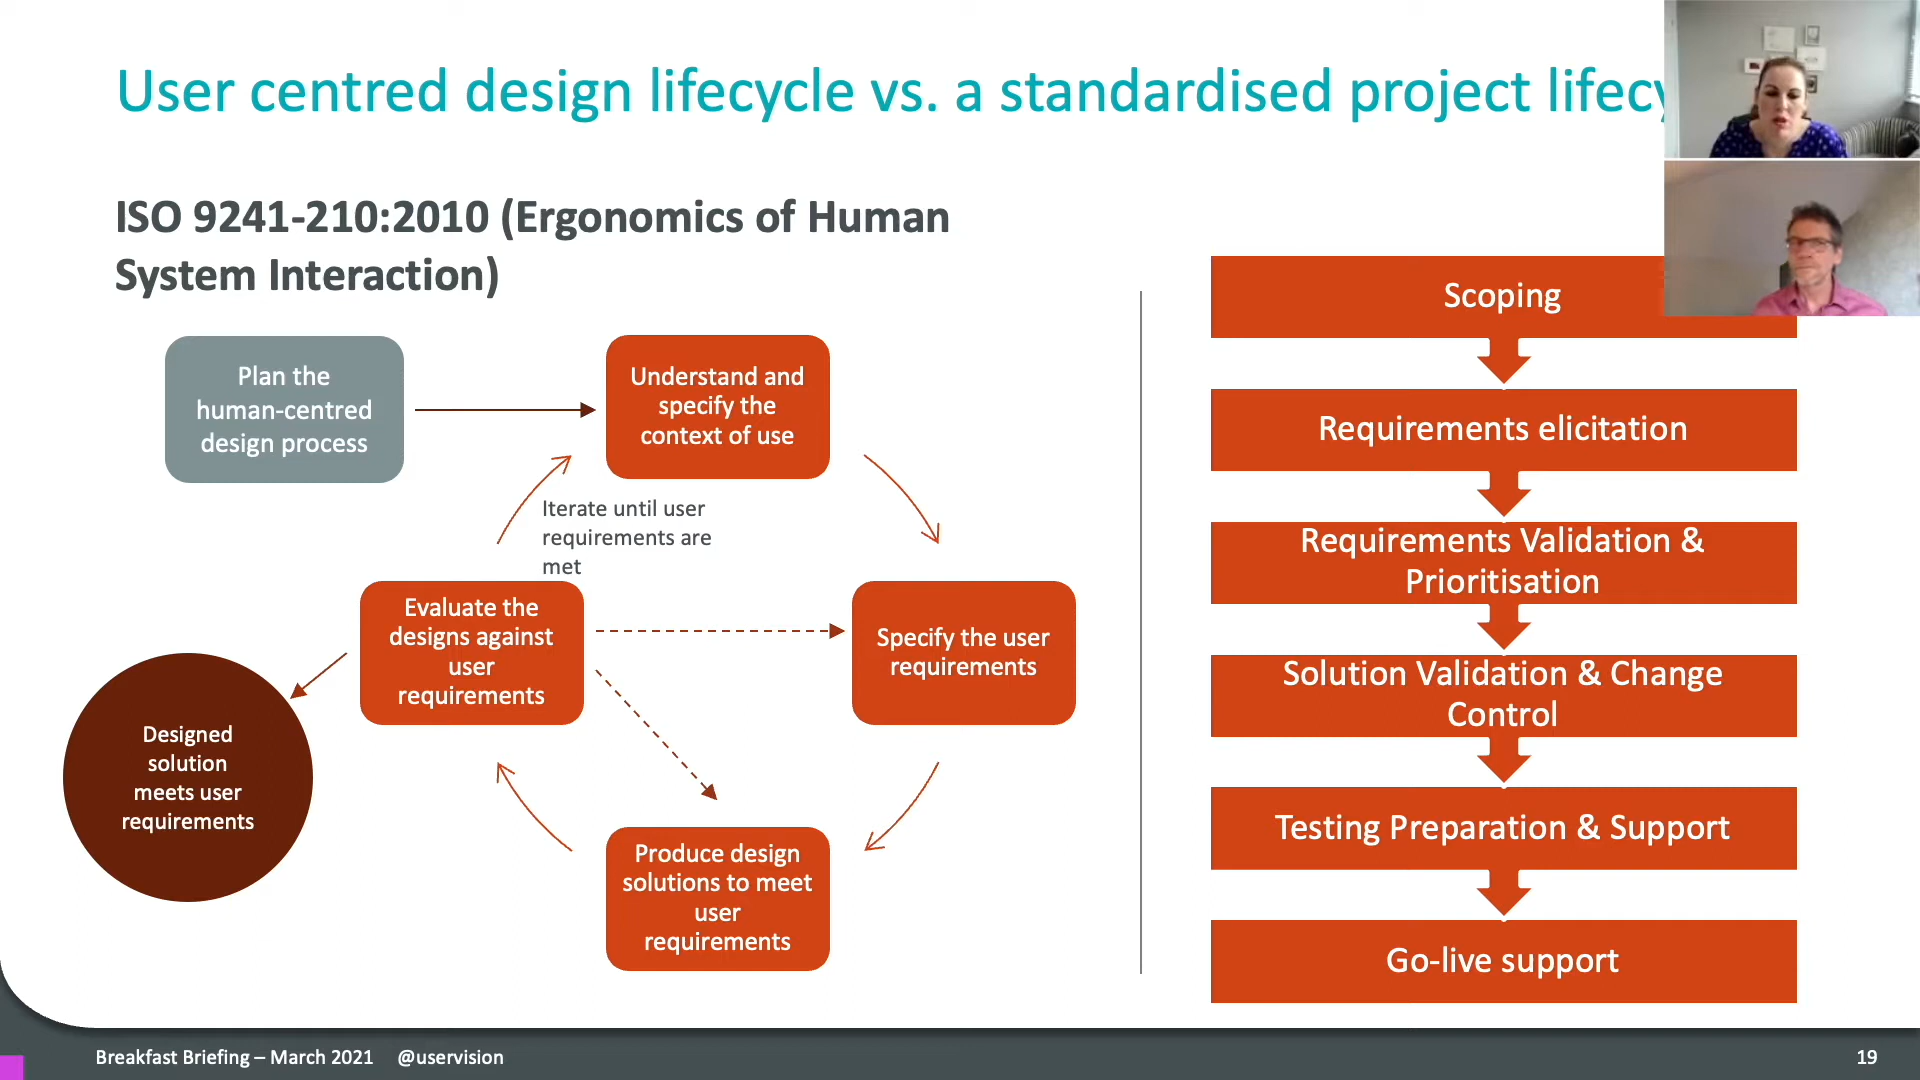 User centred design lifecycle vs. a standardised project lifecy
ISO 9241-210:2010 (Ergonomics of Human
System Interaction)
Plan the
human-centred
design process
Understand and
specify the
context of use
Iterate until user
requirements are
met
Evaluate the
designs against
user
requirements
Specify the user
requirements
Designed
solution
meets user
requirements
Produce design
solutions to meet
user
requirements
Scoping
Requirements elicitation
Requirements Validation &
Prioritisation
Solution Validation & Change
Control
Testing Preparation & Support
Go-live support
Breakfast Briefing – March 2021 @uservision
19